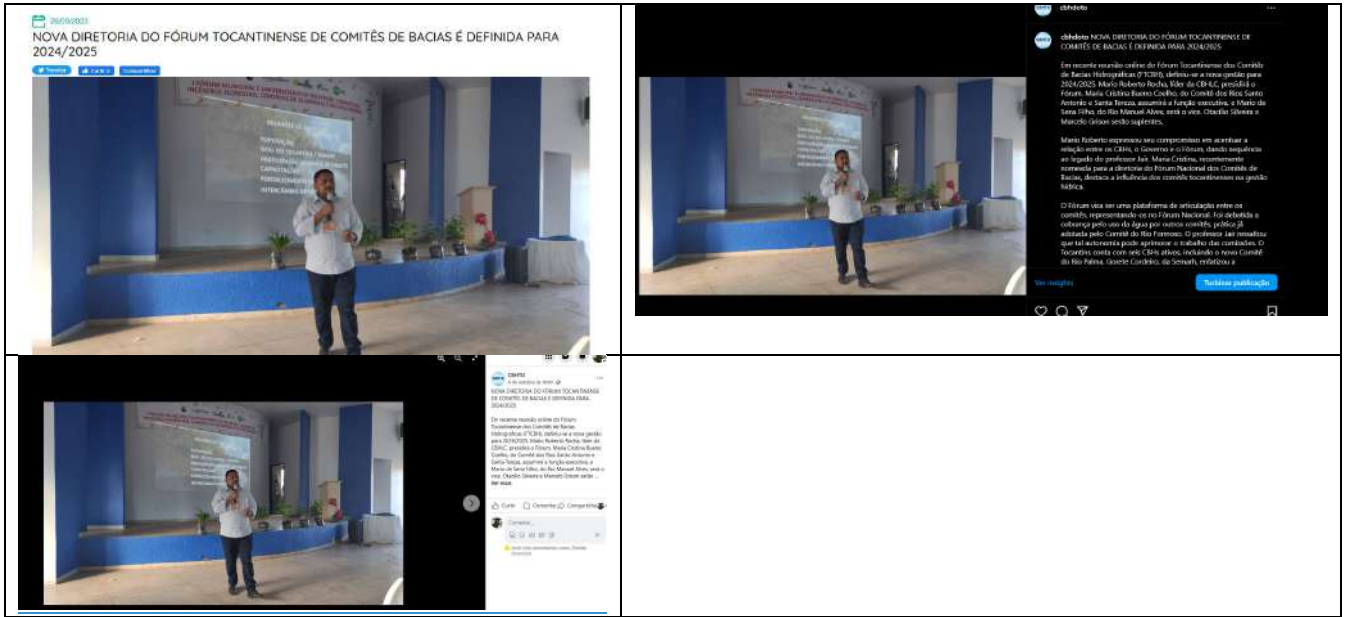 26/09/2023
NOVA DIRETORIA DO FÓRUM TOCANTINENSE DE COMITÊS DE BACIAS É DEFINIDA PARA
2024/2025
Tweetar
Curtir 0
Compartilhar
CAPACITAÇÃO
cbhdoto
cbhdoto NOVA DIRETORIA DO FÓRUM TOCANTINENSE DE
COMITÊS DE BACIAS É DEFINIDA PARA 2024/2025
Em recente reunião online do Fórum Tocantinense dos Comitês
de Bacias Hidrográficas (FTCBH), definiu-se a nova gestão para
2024/2025. Mario Roberto Rocha, líder da CBHLC, presidirá o
Fórum. Maria Cristina Bueno Coelho, do Comitê dos Rios Santo
Antonio e Santa Tereza, assumirá a função executiva, e Mario de
Sena Filho, do Rio Manuel Alves, será o vice. Otacílio Silveira e
Marcelo Grison serão suplentes.
Mario Roberto expressou seu compromisso em acentuar a
relação entre os CBHs, o Governo e o Fórum, dando sequência
ao legado do professor Jair. Maria Cristina, recentemente
nomeada para a diretoria do Fórum Nacional dos Comitês de
Bacias, destaca a influência dos comitês tocantinenses na gestão
hídrica.
O Fórum visa ser uma plataforma de articulação entre os
comitês, representando-os no Fórum Nacional. Foi debatida a
cobrança pelo uso da água por outros comitês, prática já
adotada pelo Comitê do Rio Formoso. O professor Jair ressaltou
que tal autonomia pode aprimorar o trabalho das comissões. O
Tocantins conta com seis CBHs ativos, incluindo o novo Comitê
do Rio Palma. Gorete Cordeiro, da Semarh, enfatizou a
Ver insights
Turbinar publicação
CBHTO
NOVA DIRETORIA DO FÓRUM TOCANTINENSE
DE COMITÊS DE BACIAS É DEFINIDA PARA
2024/2025
Em recente reunião online do Fórum
Tocantinense dos Comitês de Bacias
Hidrográficas (FTCBH), definiu-se a nova gestão
para 2024/2025. Mario Roberto Rocha, líder da
CBHLC, presidirá o Fórum. Maria Cristina Bueno
Coelho, do Comitê dos Rios Santo Antonio e
Santa Tereza, assumirá a função executiva, e
Mario de Sena Filho, do Rio Manuel Alves, será o
vice. Otacílio Silveira e Marcelo Grison serão ...
Ver mais
Curtir
Comentar
Compartilhar